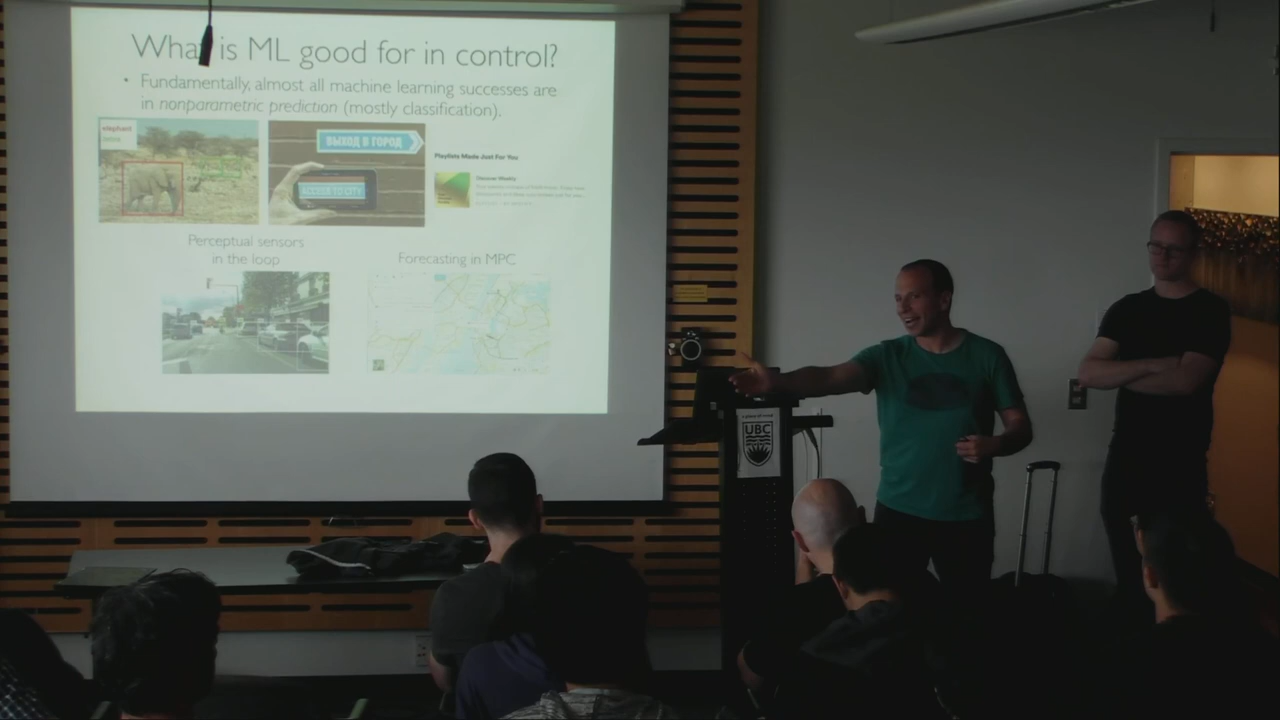 What is ML good for in control?
• Fundamentally, almost all machine learning successes are
in nonparametric prediction (mostly classification).
elephant
ВЫХОД В ГОРОД
ACCESS TO CITY
Playlists Made Just For You
Discover Weekly
Perceptual sensors
in the loop
Forecasting in MPC
UBC